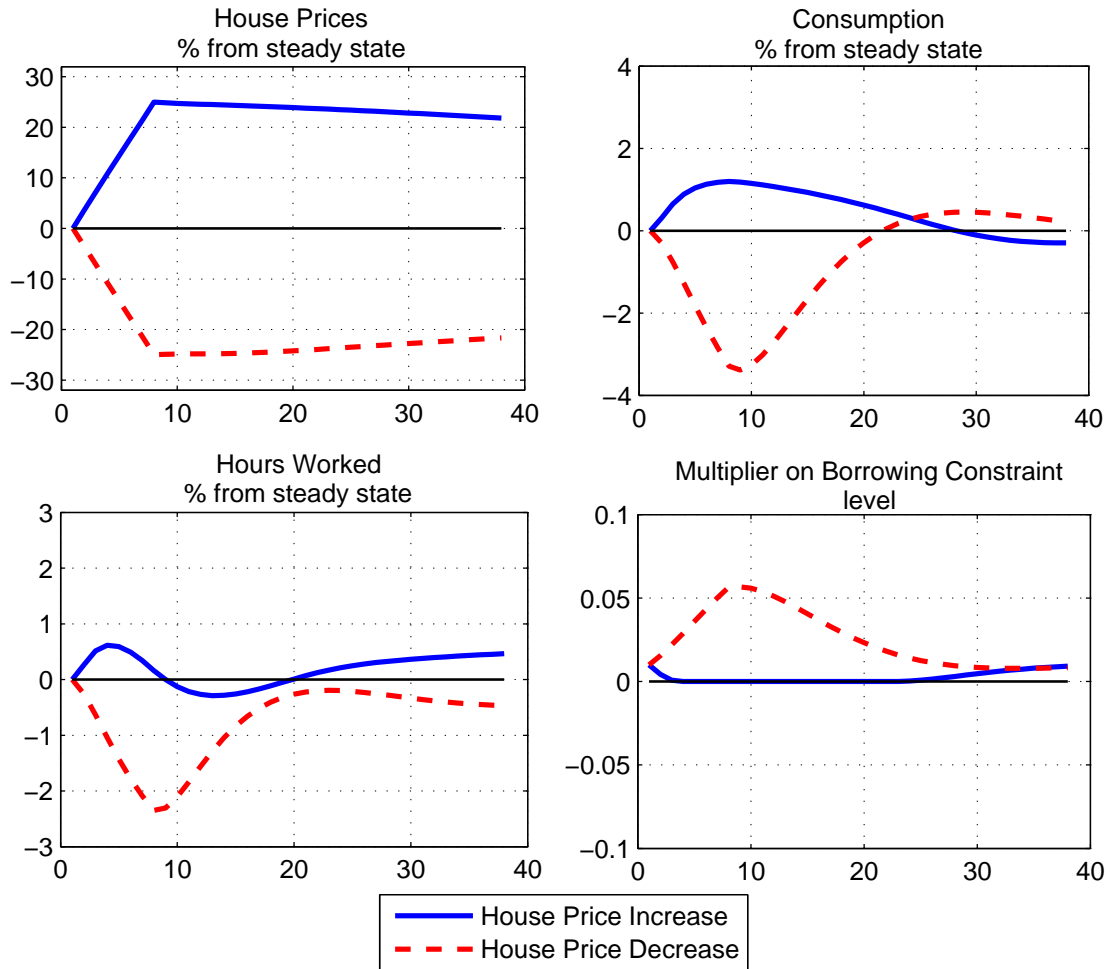 House Prices
% from steady state
30
20
10
0
−10
−20
−30
0 10 20 30 40
Consumption
% from steady state
4
2
0
−2
−4
0 10 20 30 40
Hours Worked
% from steady state
3
2
1
0
−1
−2
−3
0 10 20 30 40
Multiplier on Borrowing Constraint
level
0.1
0.05
0
−0.05
−0.1
0 10 20 30 40
House Price Increase
House Price Decrease